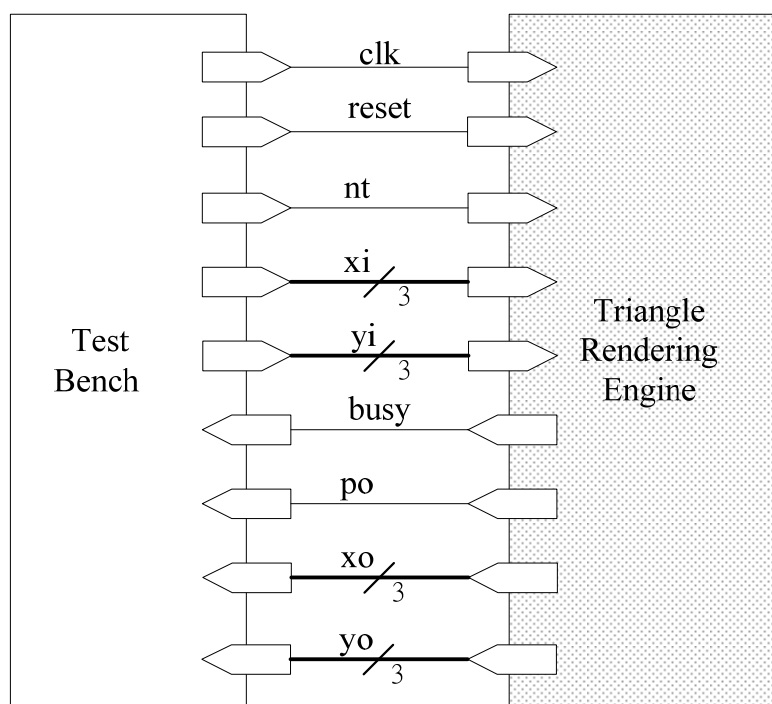 clk
reset
nt
xi
3
yi
3
busy
po
xo
3
yo
3
Test
Bench
Triangle
Rendering
Engine